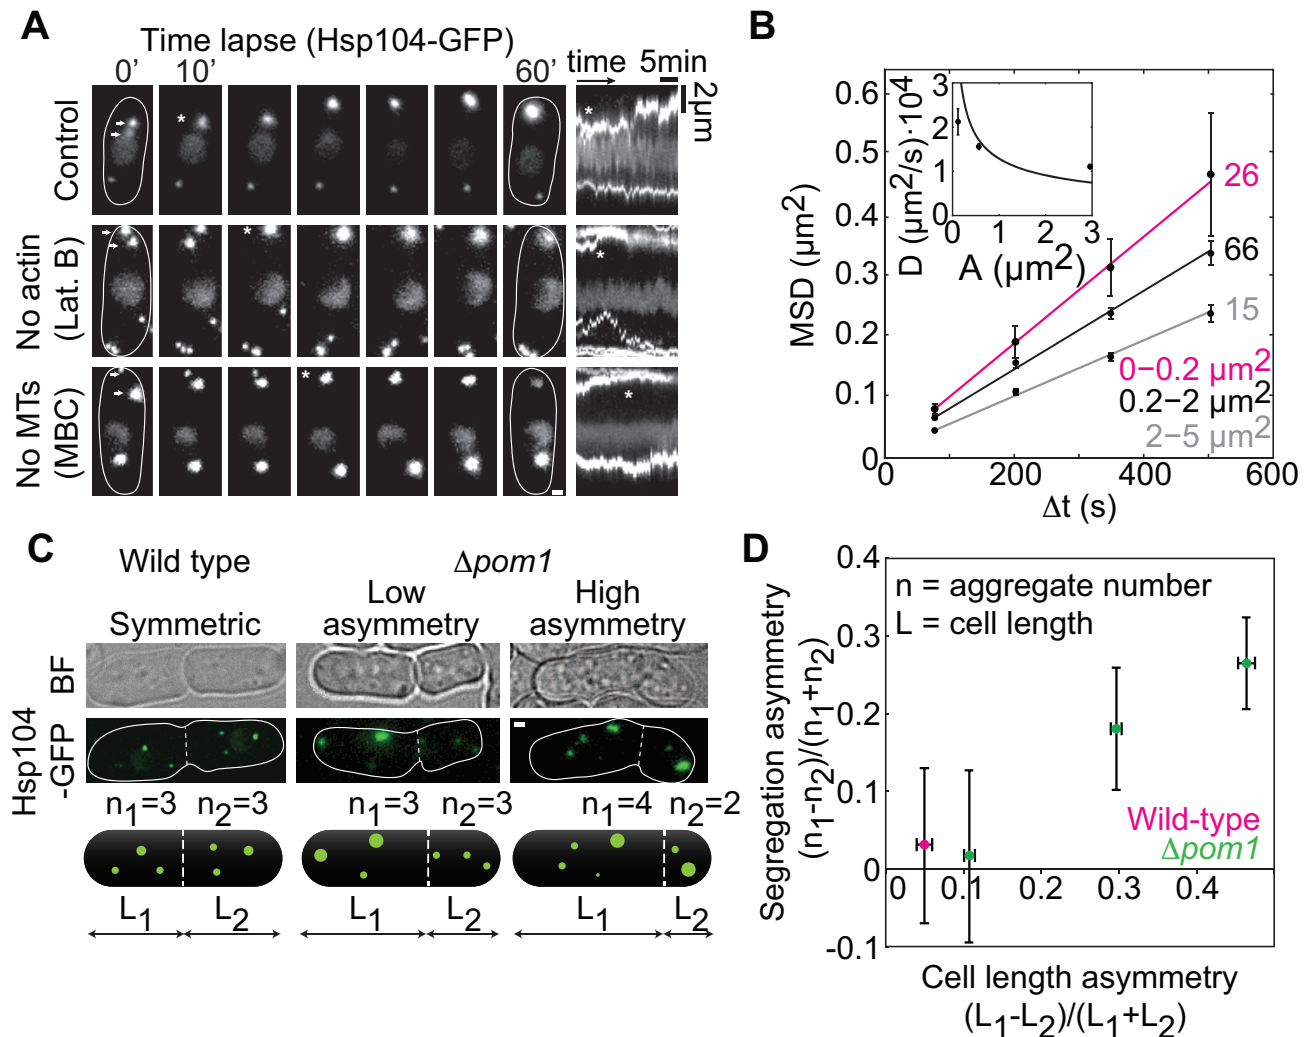 A
Time lapse (Hsp104-GFP)
0' 10' 60' time 5min
2µm
Control
*
*
No actin
(Lat. B)
*
*
No MTs
(MBC)
*
*
B
MSD (µm²)
0.6
0.5
0.4
0.3
0.2
0.1
0
0 200 400 600
Δt (s)
D (µm²/s)·10⁴
3
2
1
0
0 1 2 3
A (µm²)
26
66
15
0–0.2 µm²
0.2–2 µm²
2–5 µm²
C
Wild type Δpom1
Symmetric Low asymmetry High asymmetry
BF
Hsp104
-GFP
n₁=3 n₂=3 n₁=3 n₂=3 n₁=4 n₂=2
L₁ L₂ L₁ L₂ L₁ L₂
D
Segregation asymmetry
(n₁-n₂)/(n₁+n₂)
0.4
0.3
0.2
0.1
0
-0.1
n = aggregate number
L = cell length
Wild-type
Δpom1
0 0.1 0.2 0.3 0.4
Cell length asymmetry
(L₁-L₂)/(L₁+L₂)